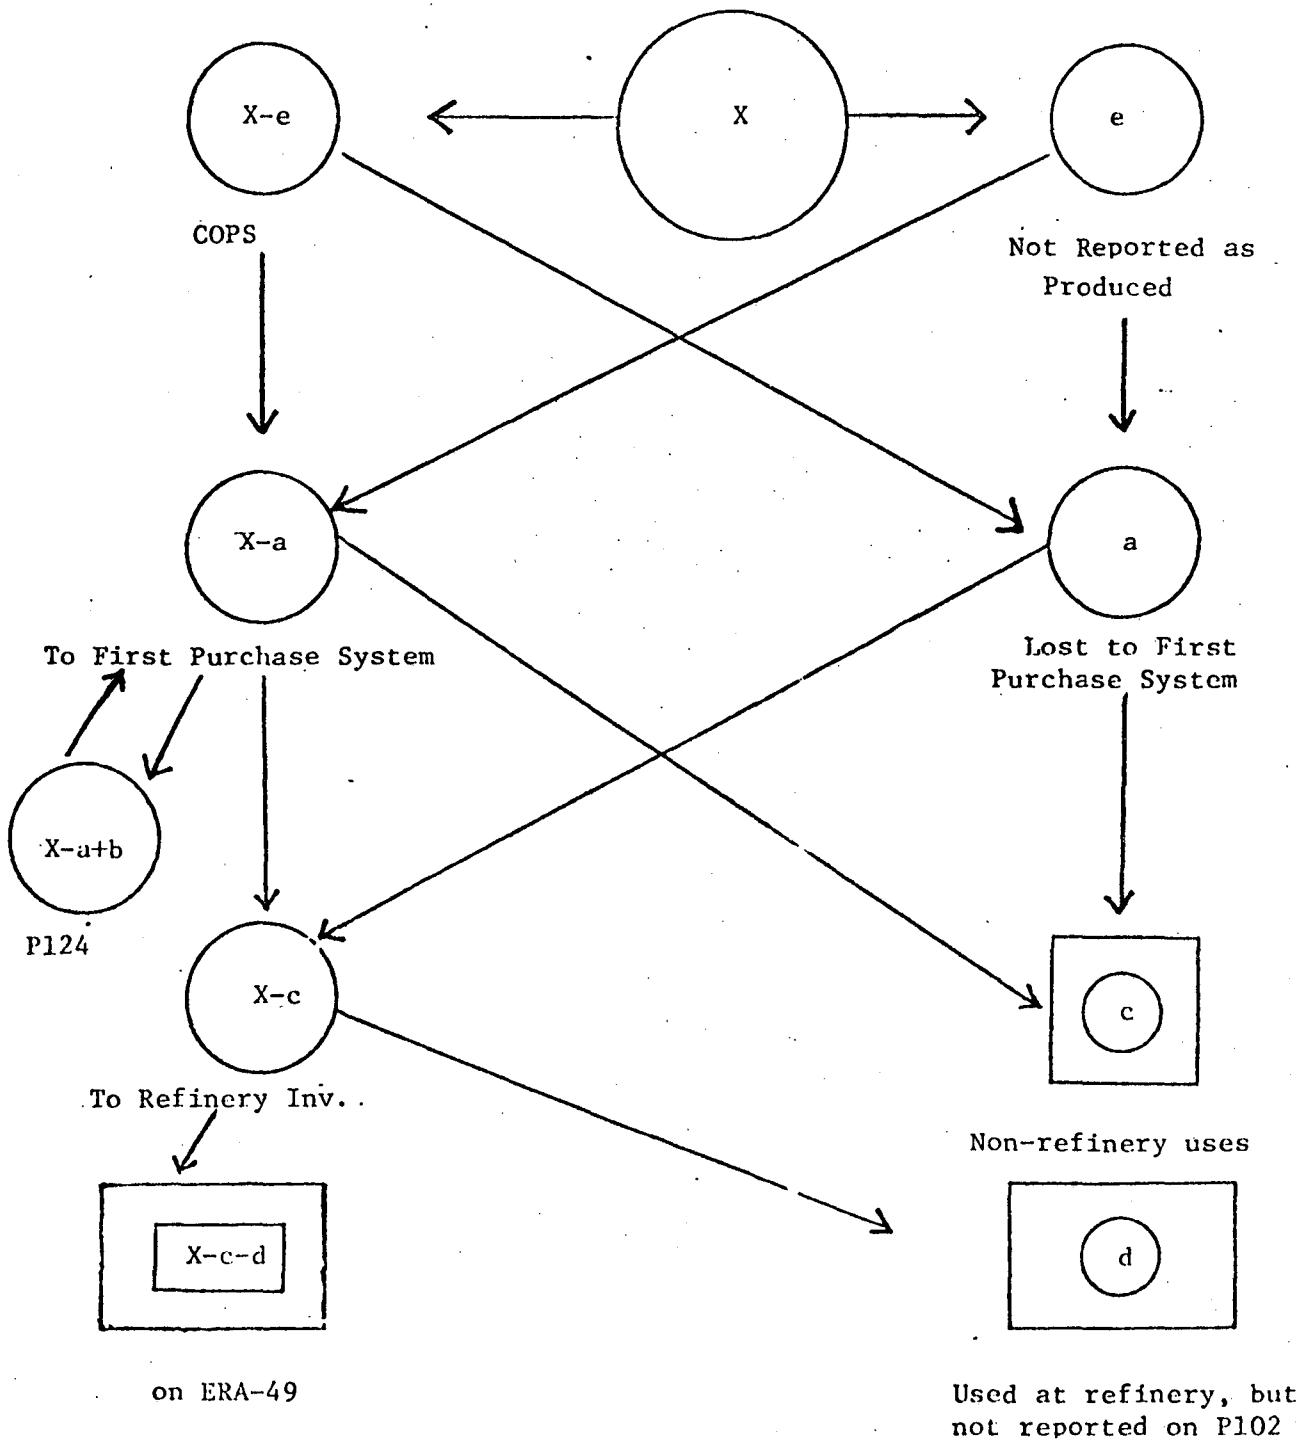 X-e
X
e
COPS
Not Reported as
Produced
X-a
a
To First Purchase System
Lost to First
Purchase System
X-a+b
P124
X-c
c
To Refinery Inv..
Non-refinery uses
X-c-d
d
on ERA-49
Used at refinery, but
not reported on P102